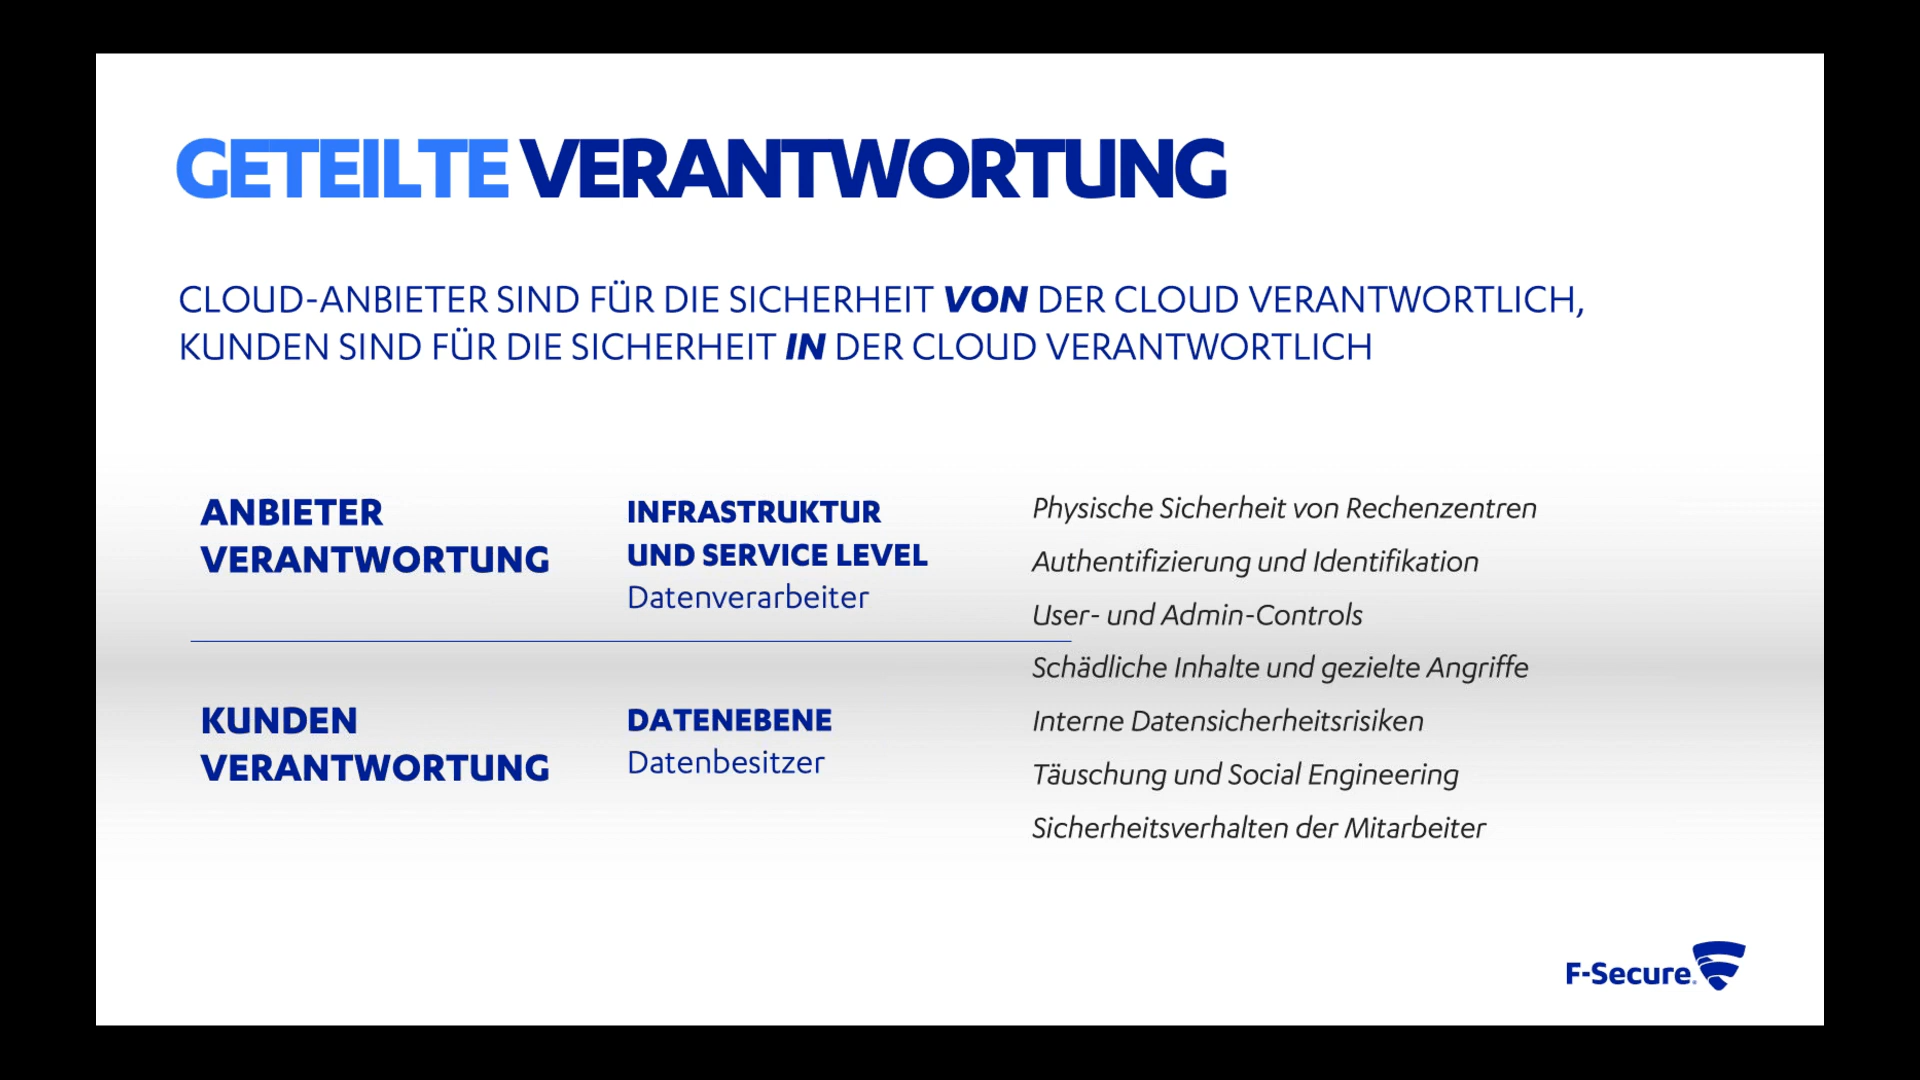 GETEILTE VERANTWORTUNG
CLOUD-ANBIETER SIND FÜR DIE SICHERHEIT VON DER CLOUD VERANTWORTLICH,
KUNDEN SIND FÜR DIE SICHERHEIT IN DER CLOUD VERANTWORTLICH
ANBIETER
VERANTWORTUNG
INFRASTRUKTUR
UND SERVICE LEVEL
Datenverarbeiter
KUNDEN
VERANTWORTUNG
DATENEBENE
Datenbesitzer
Physische Sicherheit von Rechenzentren
Authentifizierung und Identifikation
User- und Admin-Controls
Schädliche Inhalte und gezielte Angriffe
Interne Datensicherheitsrisiken
Täuschung und Social Engineering
Sicherheitsverhalten der Mitarbeiter
F-Secure.